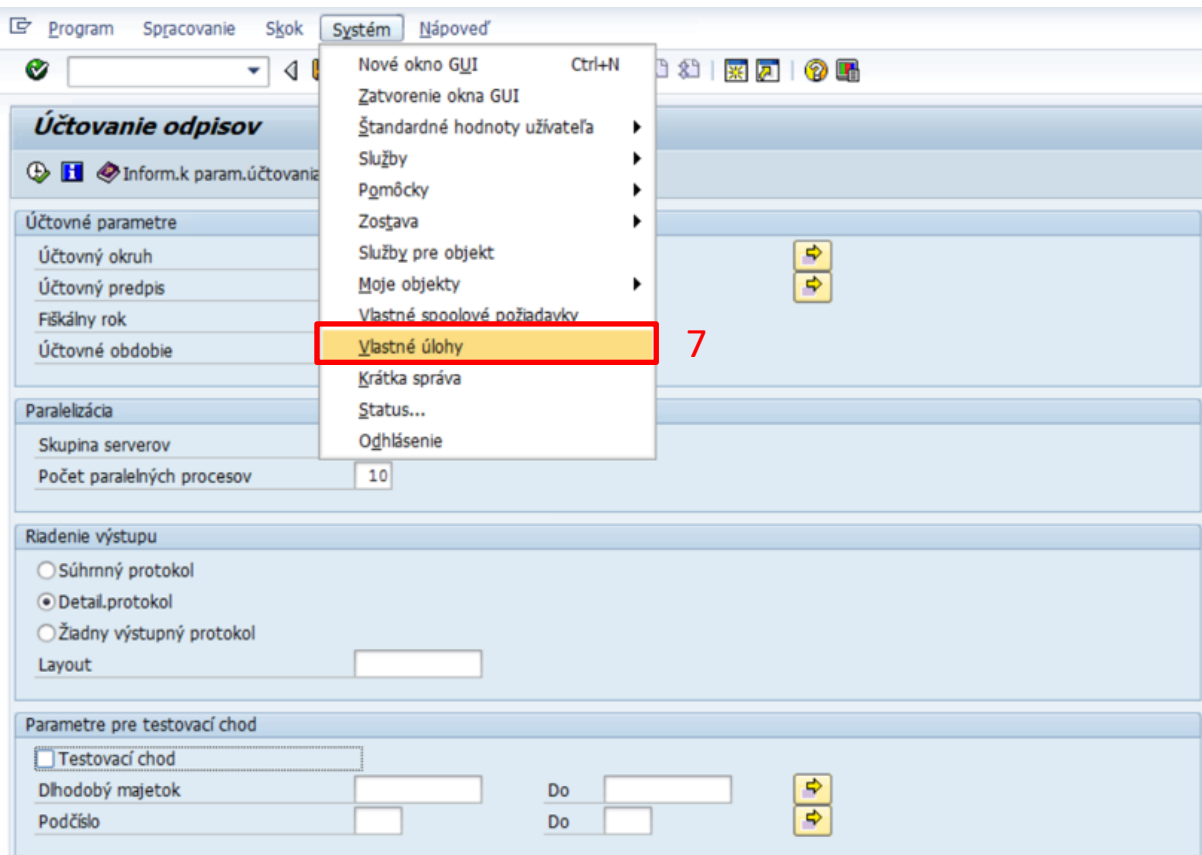 Program Spracovanie Skok Systém Nápoveď
Nové okno GUI Ctrl+N
Zatvorenie okna GUI
Štandardné hodnoty užívateľa
Služby
Pomôcky
Zostava
Služby pre objekt
Moje objekty
Vlastné spoolové požiadavky
Vlastné úlohy
7
Krátka správa
Status...
Odhlásenie
Účtovanie odpisov
Inform.k param.účtovania
Účtovné parametre
Účtovný okruh
Účtovný predpis
Fiškálny rok
Účtovné obdobie
Paralelizácia
Skupina serverov
Počet paralelných procesov 10
Riadenie výstupu
Súhrnný protokol
Detail.protokol
Žiadny výstupný protokol
Layout
Parametre pre testovací chod
Testovací chod
Dlhodobý majetok Do
Podčíslo Do